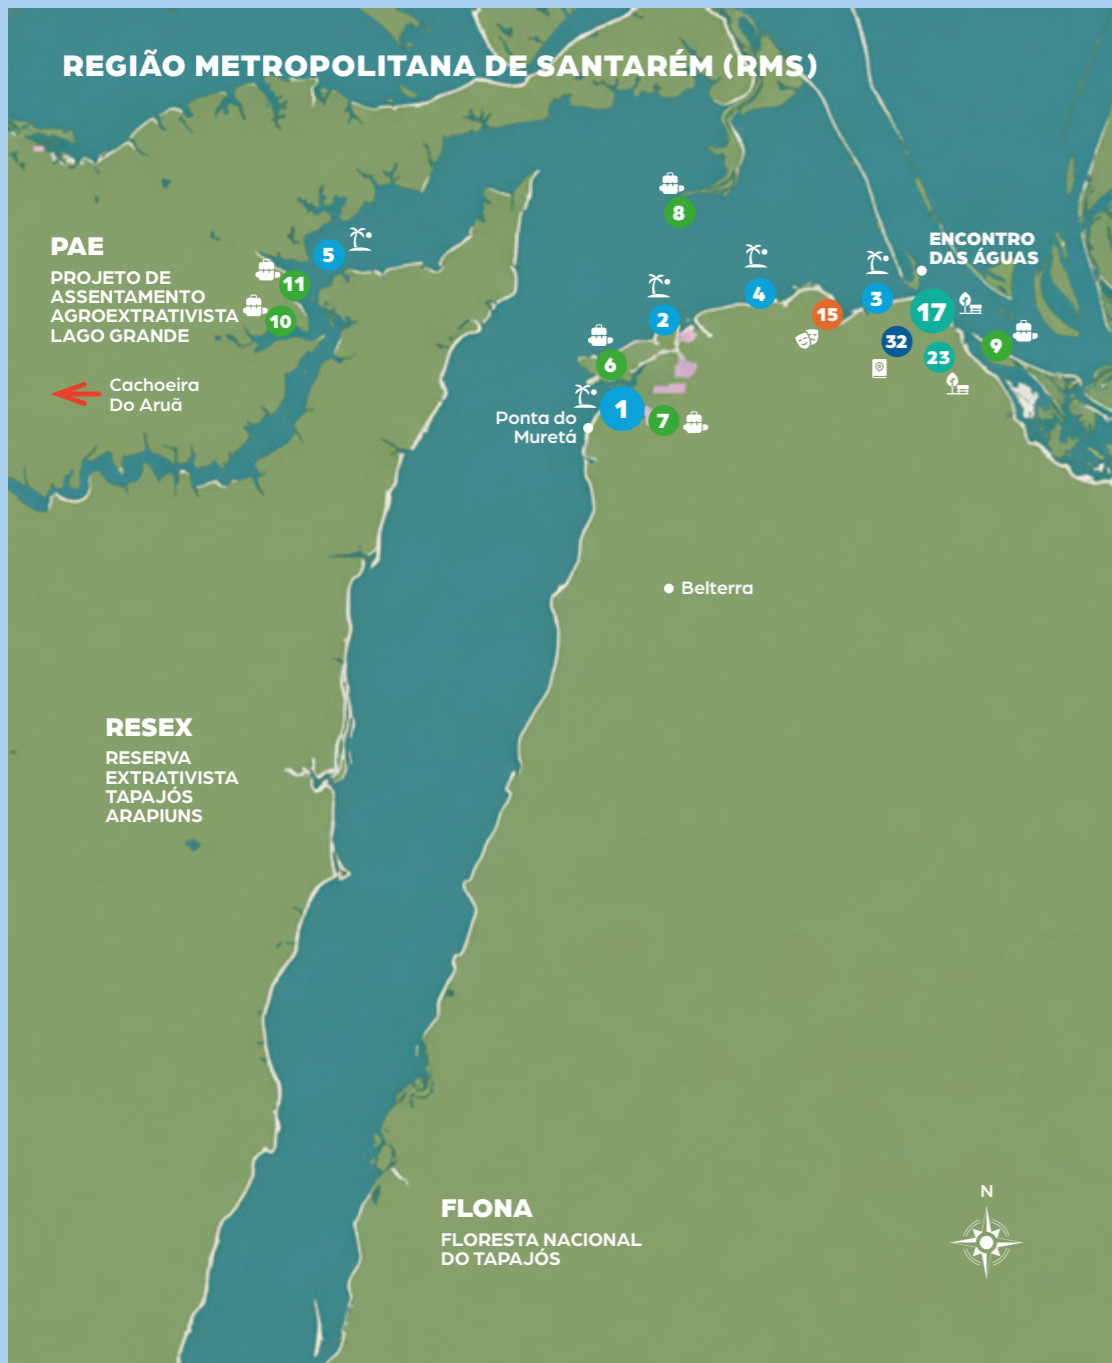 REGIÃO METROPOLITANA DE SANTARÉM (RMS)
8
PAE
PROJETO DE
ASSENTAMENTO
AGROEXTRATIVISTA
LAGO GRANDE
5
11
10
ENCONTRO
DAS ÁGUAS
4
3
2
15
17
32
23
9
6
1
7
Cachoeira
Do Aruã
Ponta do
Muretá
Belterra
RESEX
RESERVA
EXTRATIVISTA
TAPAJÓS
ARAPIUNS
FLONA
FLORESTA NACIONAL
DO TAPAJÓS
N